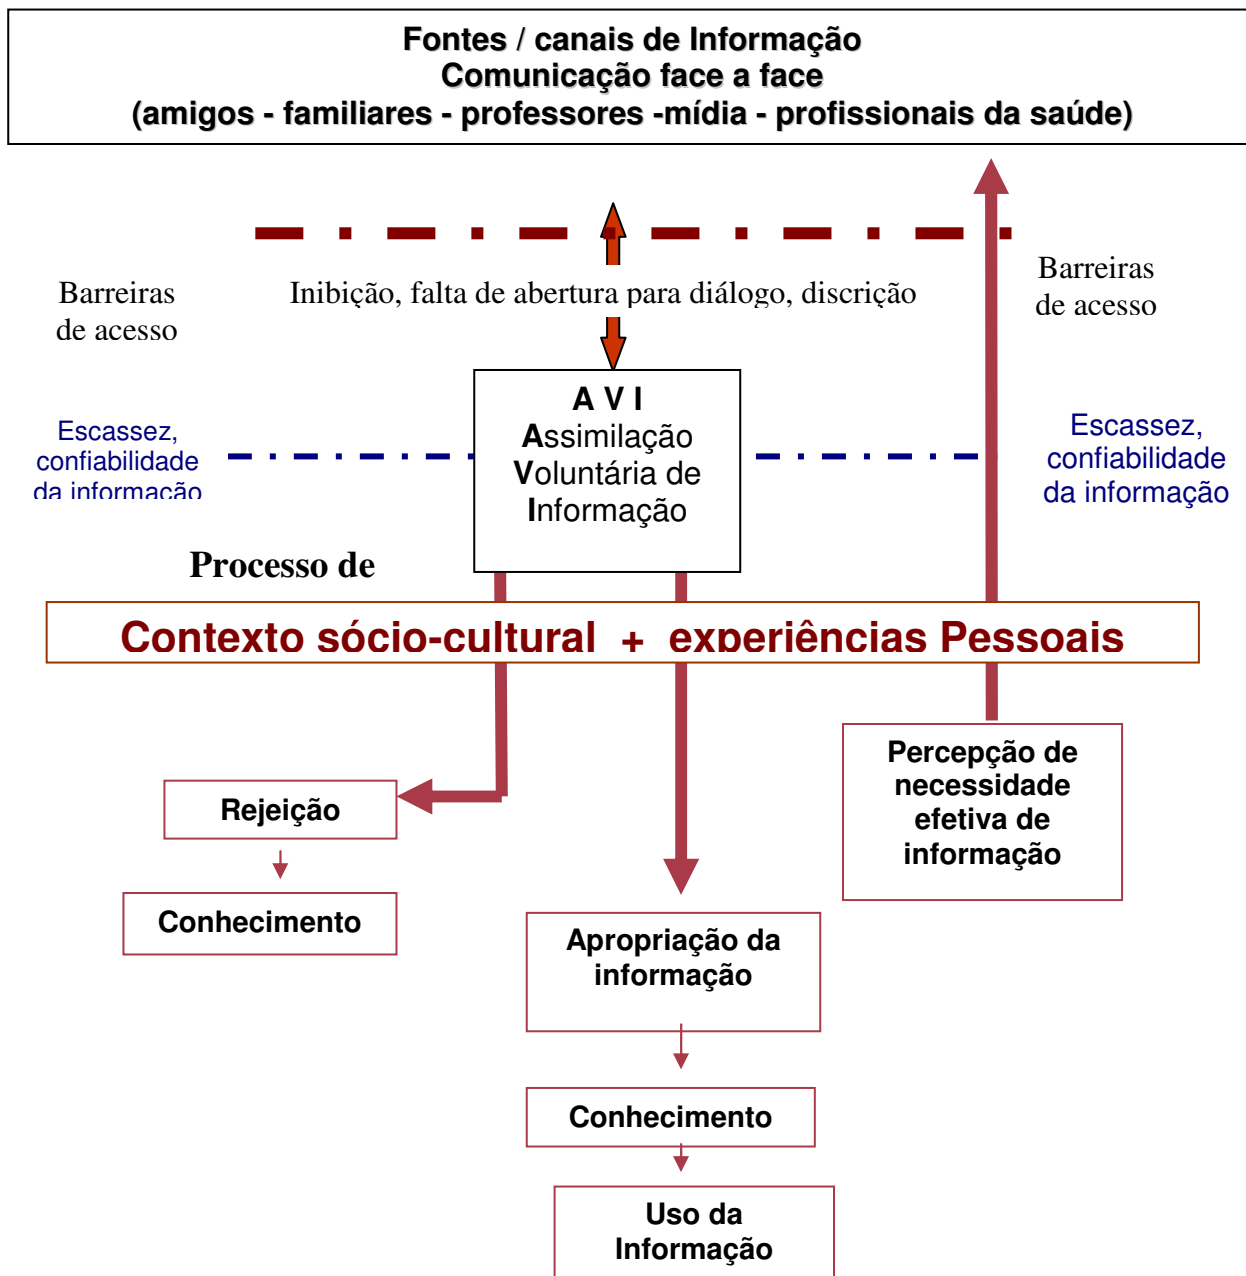 Fontes / canais de Informação
Comunicação face a face
(amigos - familiares - professores -mídia - profissionais da saúde)
Barreiras
de acesso
Inibição, falta de abertura para diálogo, discrição
Barreiras
de acesso
A V I
Assimilação
Voluntária de
Informação
Escassez,
confiabilidade
da informação
Escassez,
confiabilidade
da informação
Processo de
Contexto sócio-cultural + experiências Pessoais
Percepção de
necessidade
efetiva de
informação
Rejeição
Conhecimento
Apropriação da
informação
Conhecimento
Uso da
Informação